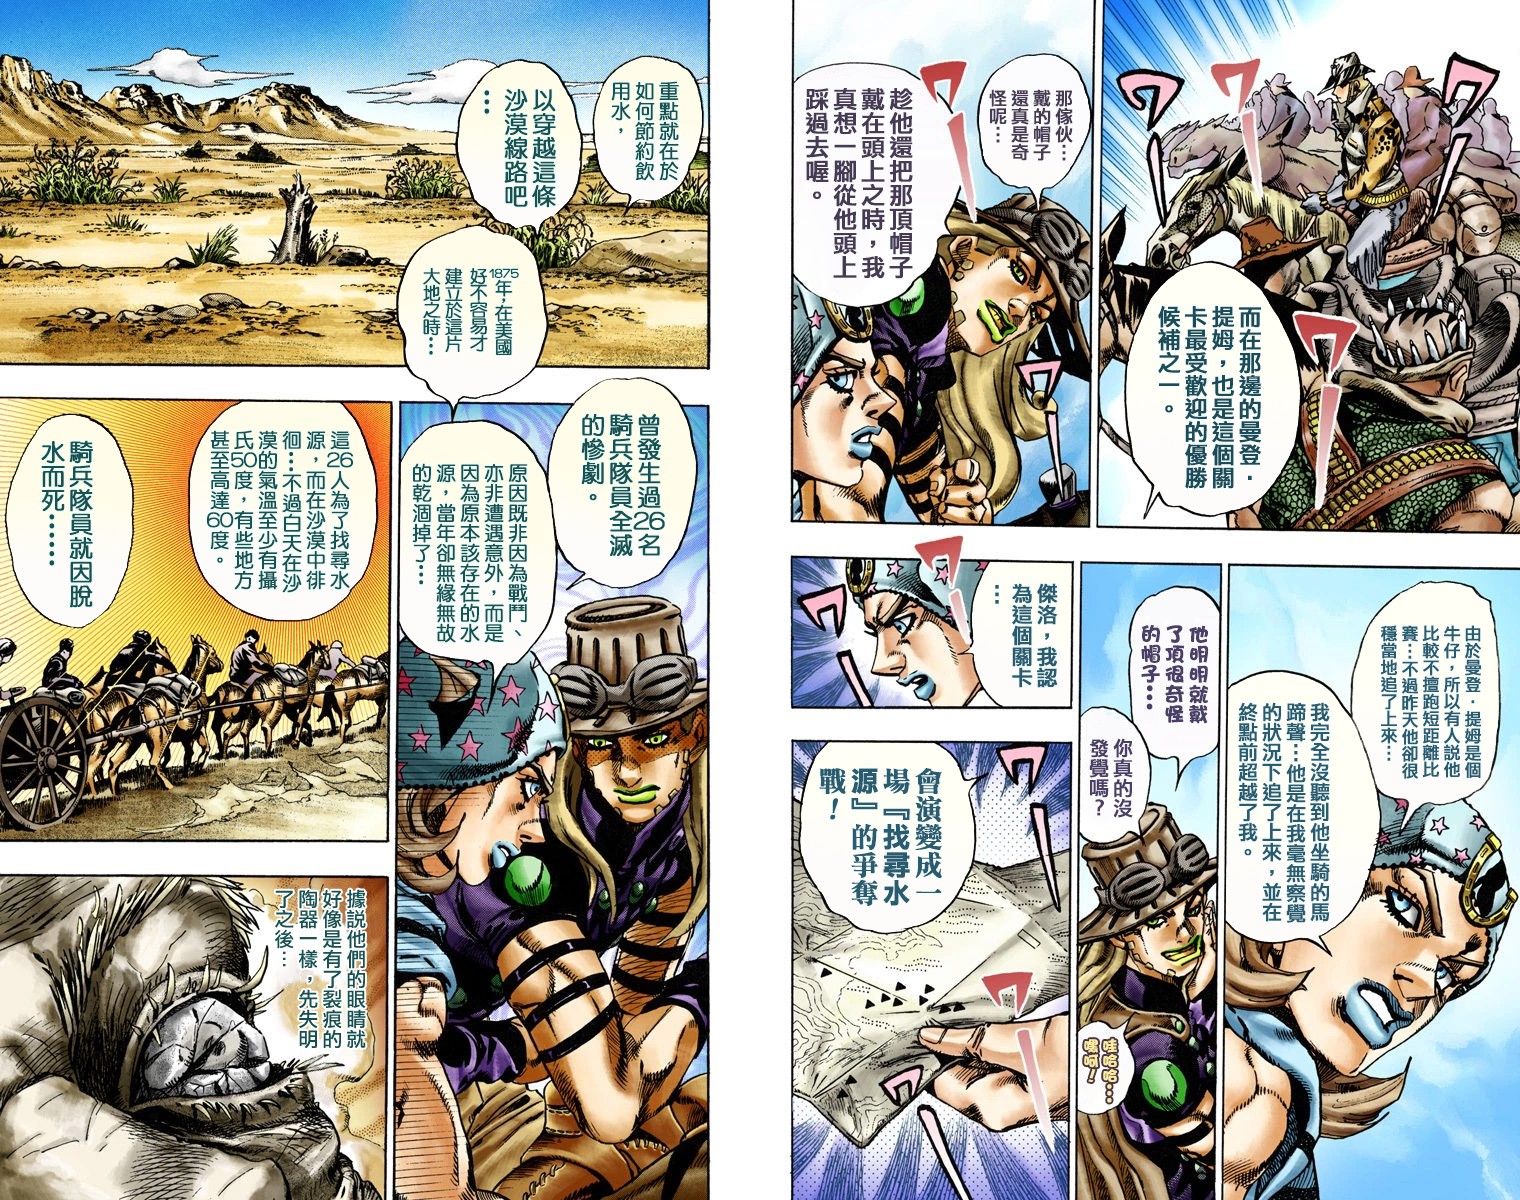 而在那邊的曼登．
提姆，也是這個關
卡最受歡迎的優勝
候補之一。
那傢伙…
戴的帽子
還真是奇
怪呢…
趁他還把那頂帽子
戴在頭上之時，我
真想一腳從他頭上
踩過去喔。
ワ
ワ
ワ
ワ
ワ
ワ
由於曼登．提姆是個
牛仔，所以有人説他
比較不擅跑短距離比
賽…不過昨天他卻很
穩當地追了上來…
我完全沒聽到他坐騎的馬
蹄聲…他是在我毫無察覺
的狀況下追了上來，並在
終點前超越了我。
他明明就戴
了頂很奇怪
的帽子…
你真的沒
發覺嗎？
哇哈哈…
嘿呵！
傑洛，我認
為這個關卡
…
ワ
ワ
會演變成一
場『找尋水
源』的爭奪
戰！
ワ
ワ
重點就在於
如何節約飲
用水，
以穿越這條
沙漠線路吧
…
1875年，在美國
好不容易才
建立於這片
大地之時…
曾發生過26名
騎兵隊員全滅
的慘劇。
原因既非因為戰鬥、
亦非遭遇意外，而是
因為原本該存在的水
源，當年卻無緣無故
的乾涸掉了…
這26人為了找尋水
源，而在沙漠中徘
徊…不過白天在沙
漠的氣溫至少有攝
氏50度，有些地方
甚至高達60度。
騎兵隊員就因脫
水而死……
據説他們的眼睛就
好像是有了裂痕的
陶器一樣，先失明
了之後…